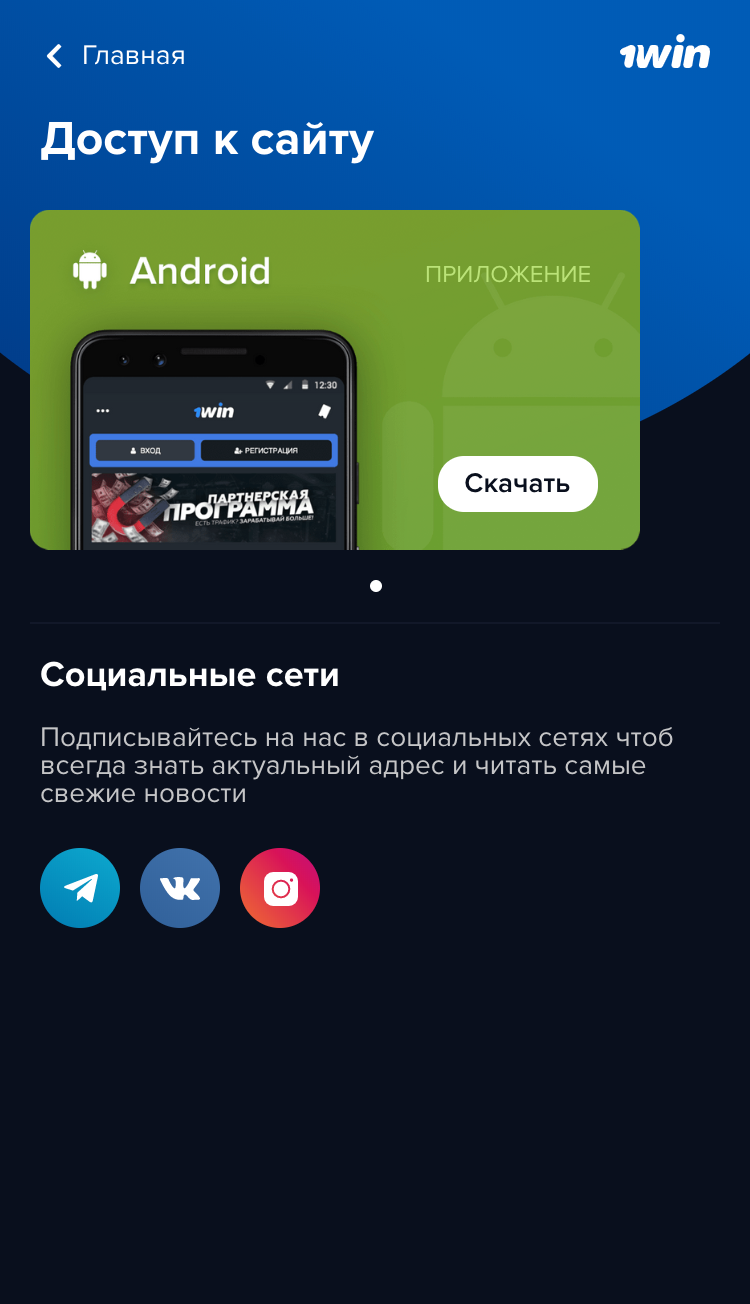 Главная
1win
Доступ к сайту
Android
ПРИЛОЖЕНИЕ
12:30
1win
ВХОД
РЕГИСТРАЦИЯ
ПАРТНЕРСКАЯ
ПРОГРАММА
ЕСТЬ ТРАФИК? ЗАРАБАТЫВАЙ БОЛЬШЕ!
Скачать
Социальные сети
Подписывайтесь на нас в социальных сетях чтоб
всегда знать актуальный адрес и читать самые
свежие новости